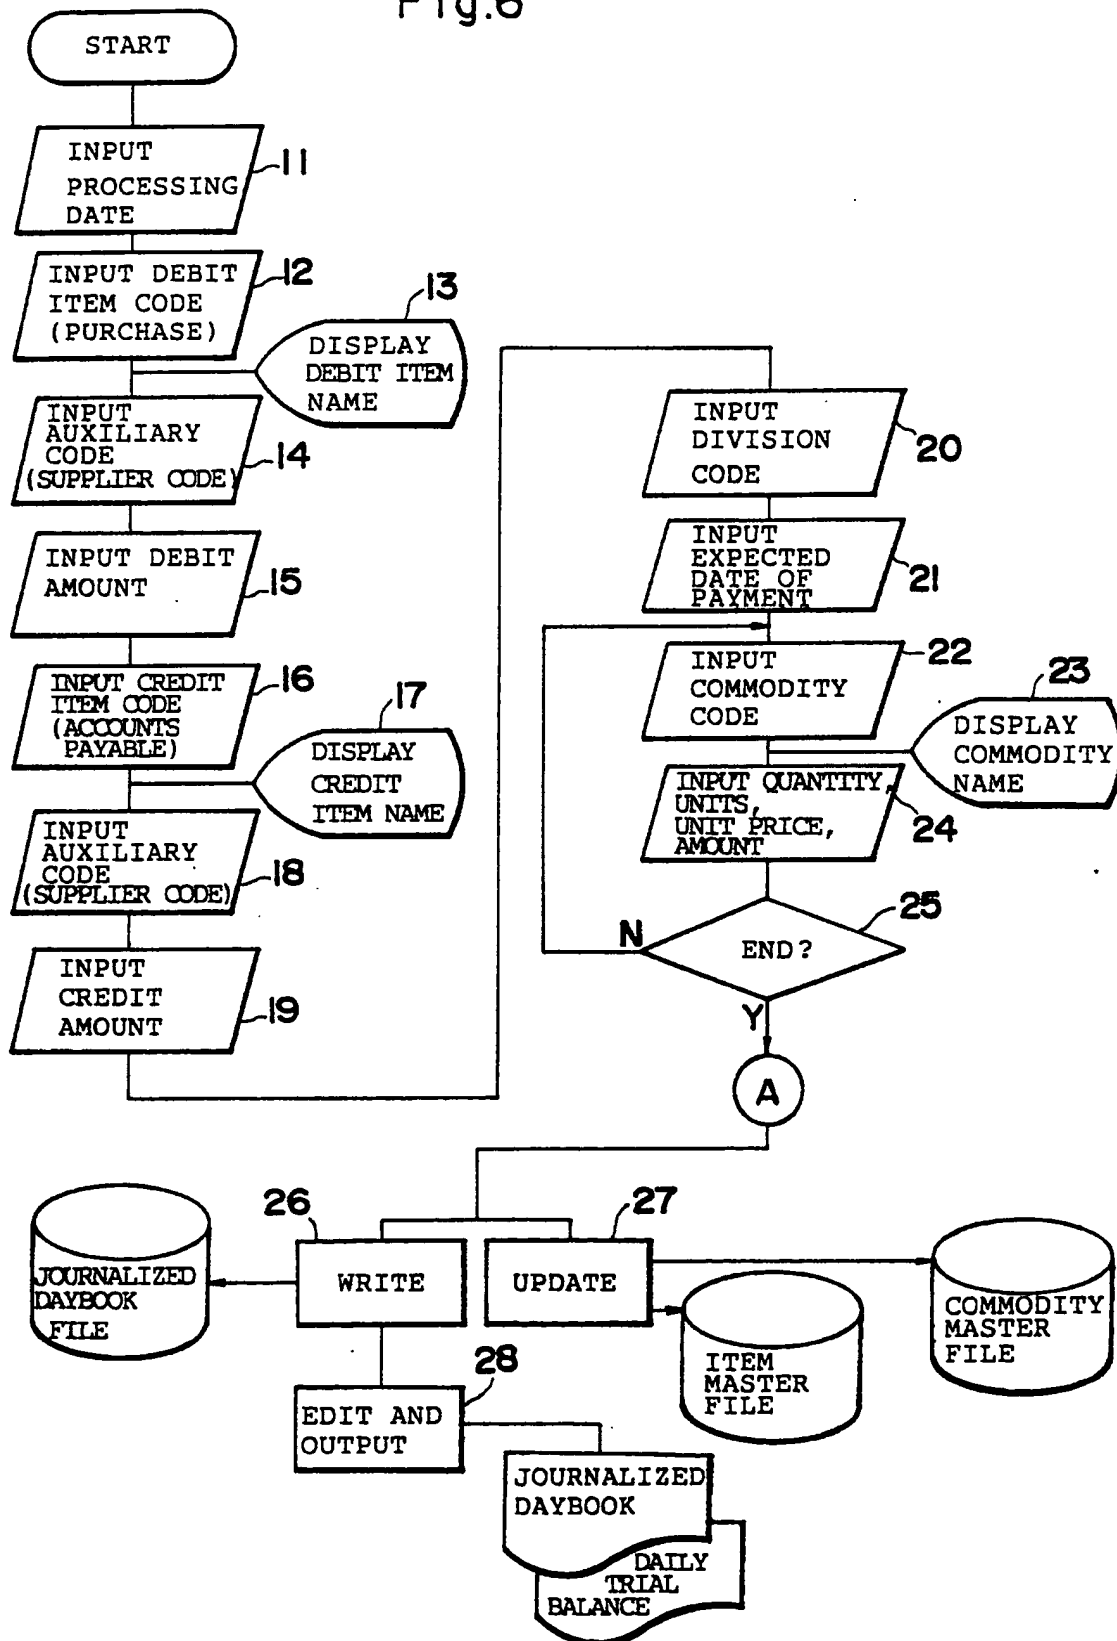 Fig.6
START
INPUT
PROCESSING
DATE
11
INPUT DEBIT
ITEM CODE
(PURCHASE)
12
DISPLAY
DEBIT ITEM
NAME
13
INPUT
AUXILIARY
CODE
(SUPPLIER CODE)
14
INPUT DEBIT
AMOUNT
15
INPUT CREDIT
ITEM CODE
(ACCOUNTS
PAYABLE)
16
DISPLAY
CREDIT
ITEM NAME
17
INPUT
AUXILIARY
CODE
(SUPPLIER CODE)
18
INPUT
CREDIT
AMOUNT
19
INPUT
DIVISION
CODE
20
INPUT
EXPECTED
DATE OF
PAYMENT
21
INPUT
COMMODITY
CODE
22
DISPLAY
COMMODITY
NAME
23
INPUT QUANTITY,
UNITS,
UNIT PRICE,
AMOUNT
24
END?
25
N
Y
A
WRITE
26
UPDATE
27
JOURNALIZED
DAYBOOK
FILE
ITEM
MASTER
FILE
COMMODITY
MASTER
FILE
EDIT AND
OUTPUT
28
JOURNALIZED
DAYBOOK
DAILY
TRIAL
BALANCE